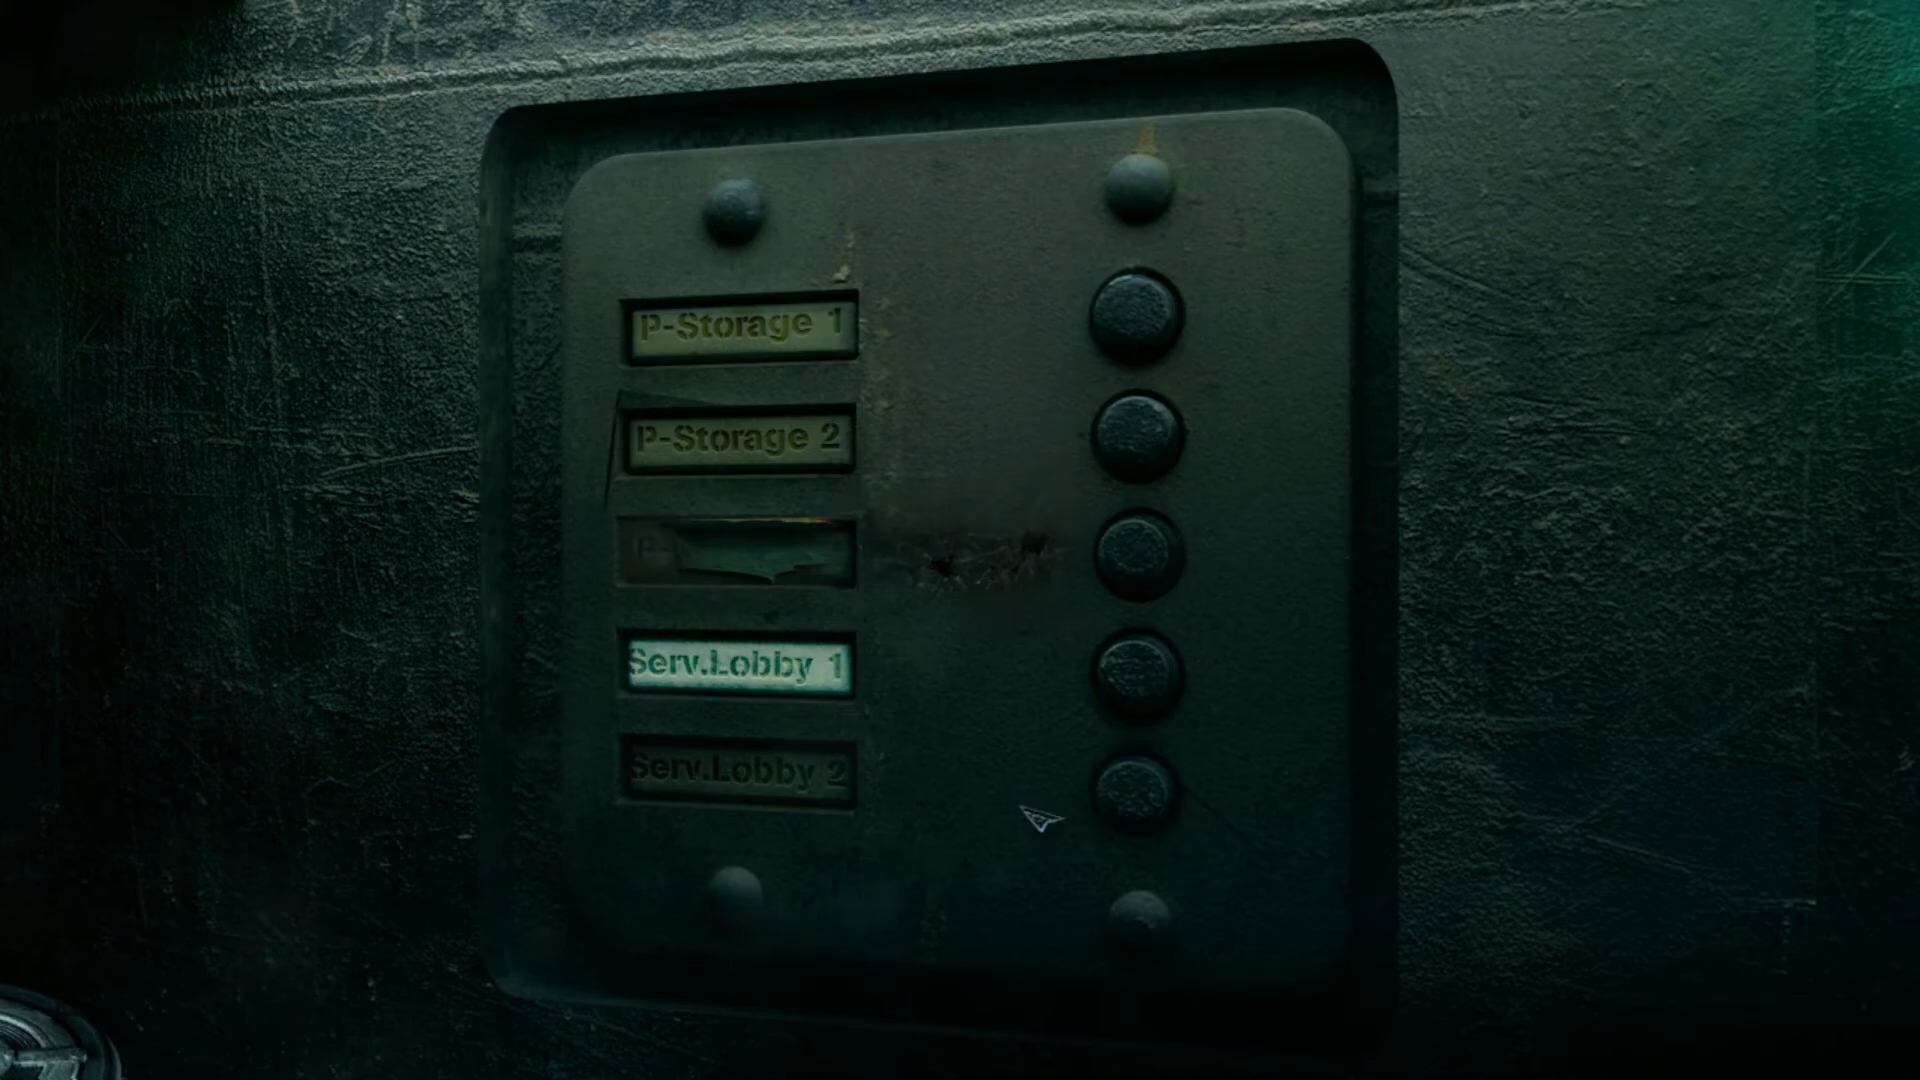 P-Storage 1
P-Storage 2
P-
Serv.Lobby 1
Serv.Lobby 2